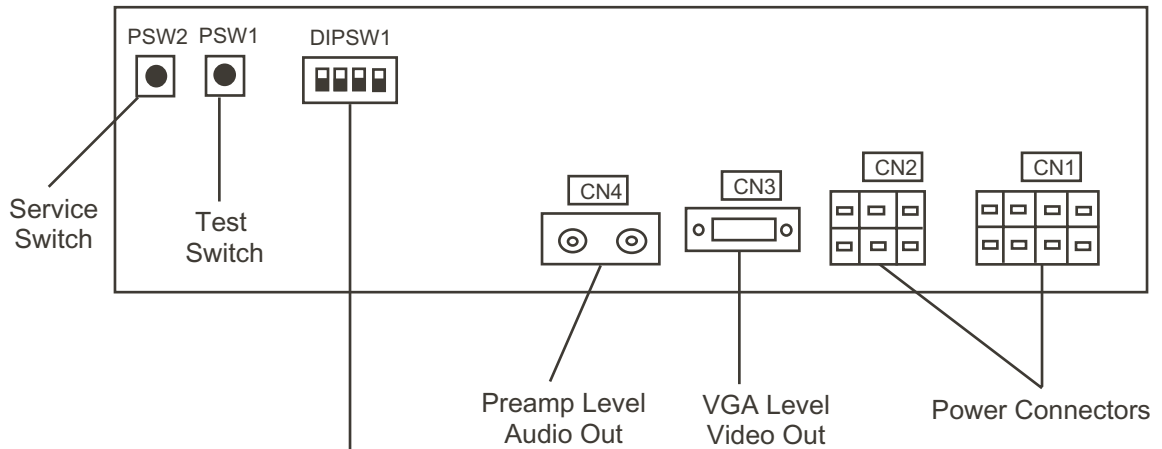 PSW2 PSW1 DIPSW1
CN4 CN3 CN2 CN1
Service
Switch
Test
Switch
Preamp Level
Audio Out
VGA Level
Video Out
Power Connectors